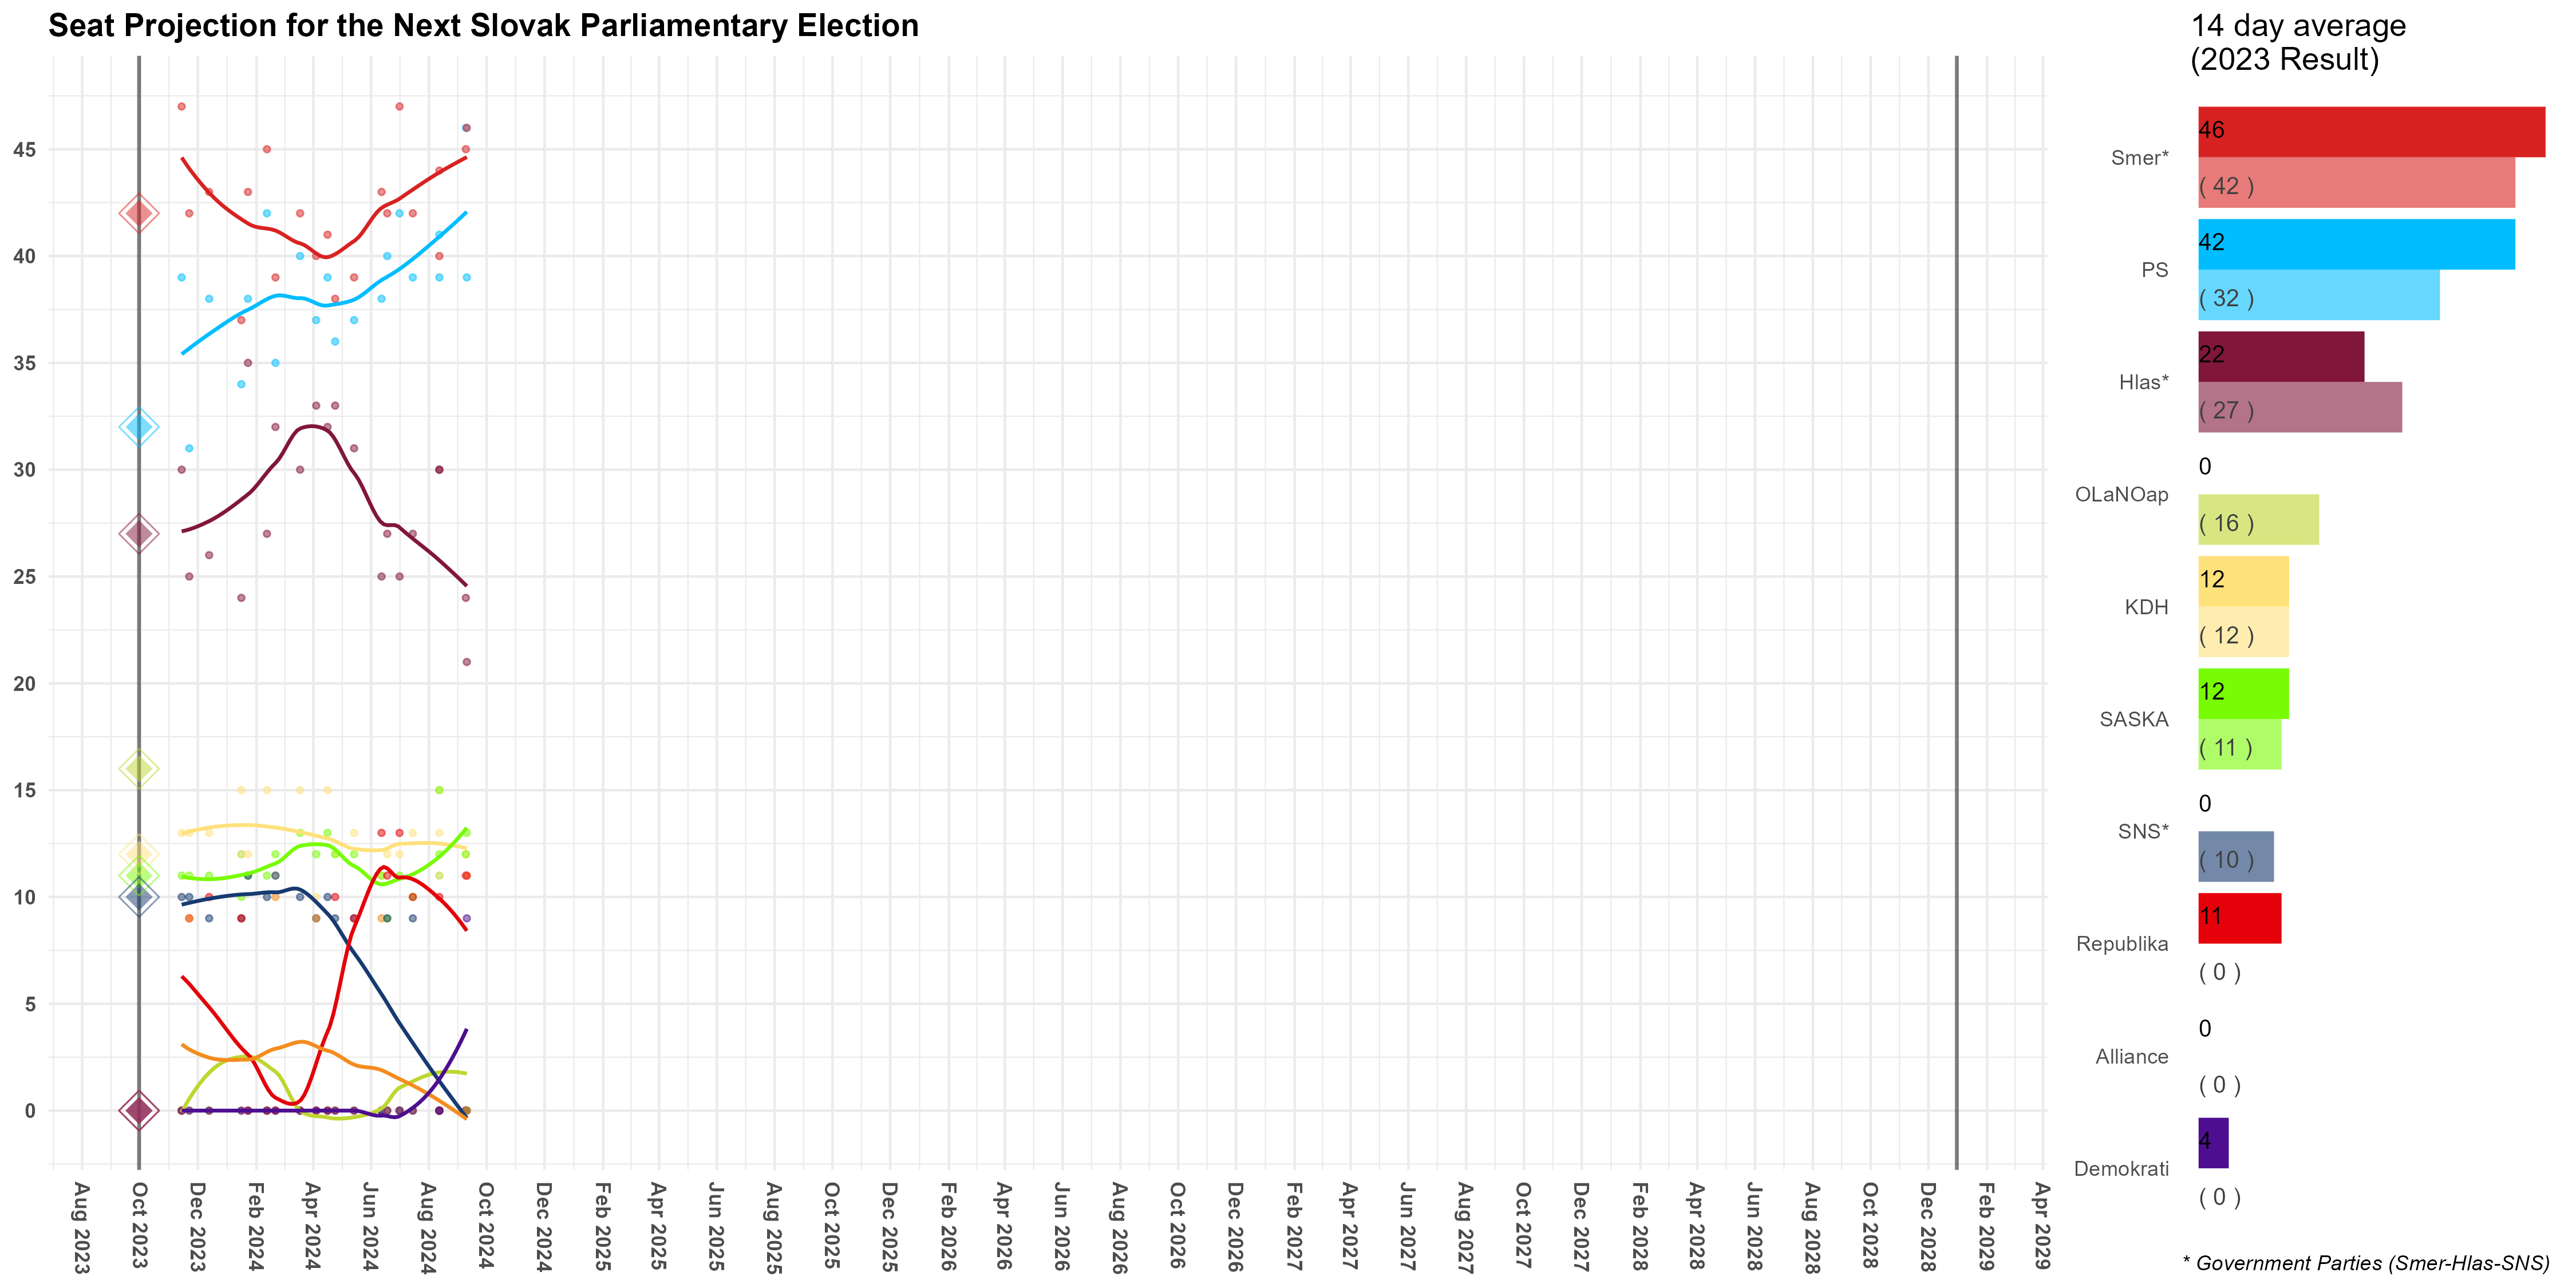 Seat Projection for the Next Slovak Parliamentary Election
14 day average
(2023 Result)
45
40
35
30
25
20
15
10
5
0
Aug 2023
Oct 2023
Dec 2023
Feb 2024
Apr 2024
Jun 2024
Aug 2024
Oct 2024
Dec 2024
Feb 2025
Apr 2025
Jun 2025
Aug 2025
Oct 2025
Dec 2025
Feb 2026
Apr 2026
Jun 2026
Aug 2026
Oct 2026
Dec 2026
Feb 2027
Apr 2027
Jun 2027
Aug 2027
Oct 2027
Dec 2027
Feb 2028
Apr 2028
Jun 2028
Aug 2028
Oct 2028
Dec 2028
Feb 2029
Apr 2029
46
Smer*
( 42 )
42
PS
( 32 )
22
Hlas*
( 27 )
0
OLaNOap
( 16 )
12
KDH
( 12 )
12
SASKA
( 11 )
0
SNS*
( 10 )
11
Republika
( 0 )
0
Alliance
( 0 )
4
Demokrati
( 0 )
* Government Parties (Smer-Hlas-SNS)